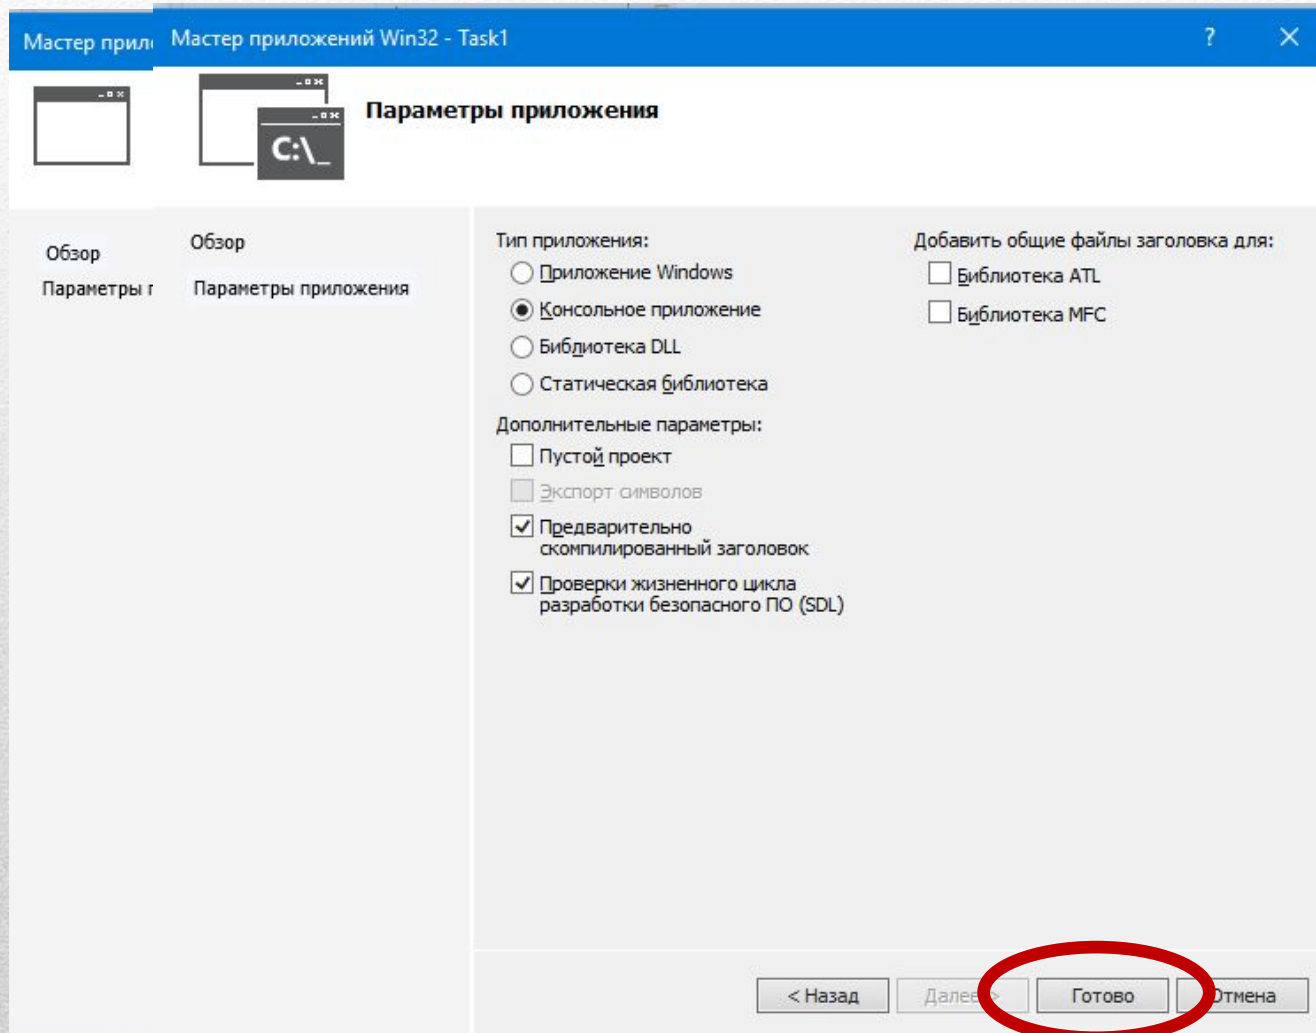 Мастер прил
Мастер приложений Win32 - Task1
?
C:\_
Параметры приложения
Обзор
Параметры п
Обзор
Параметры приложения
Тип приложения:
Приложение Windows
Консольное приложение
Библиотека DLL
Статическая библиотека
Дополнительные параметры:
Пустой проект
Экспорт символов
Предварительно
скомпилированный заголовок
Проверки жизненного цикла
разработки безопасного ПО (SDL)
Добавить общие файлы заголовка для:
Библиотека ATL
Библиотека MFC
< Назад
Далее >
Готово
Отмена